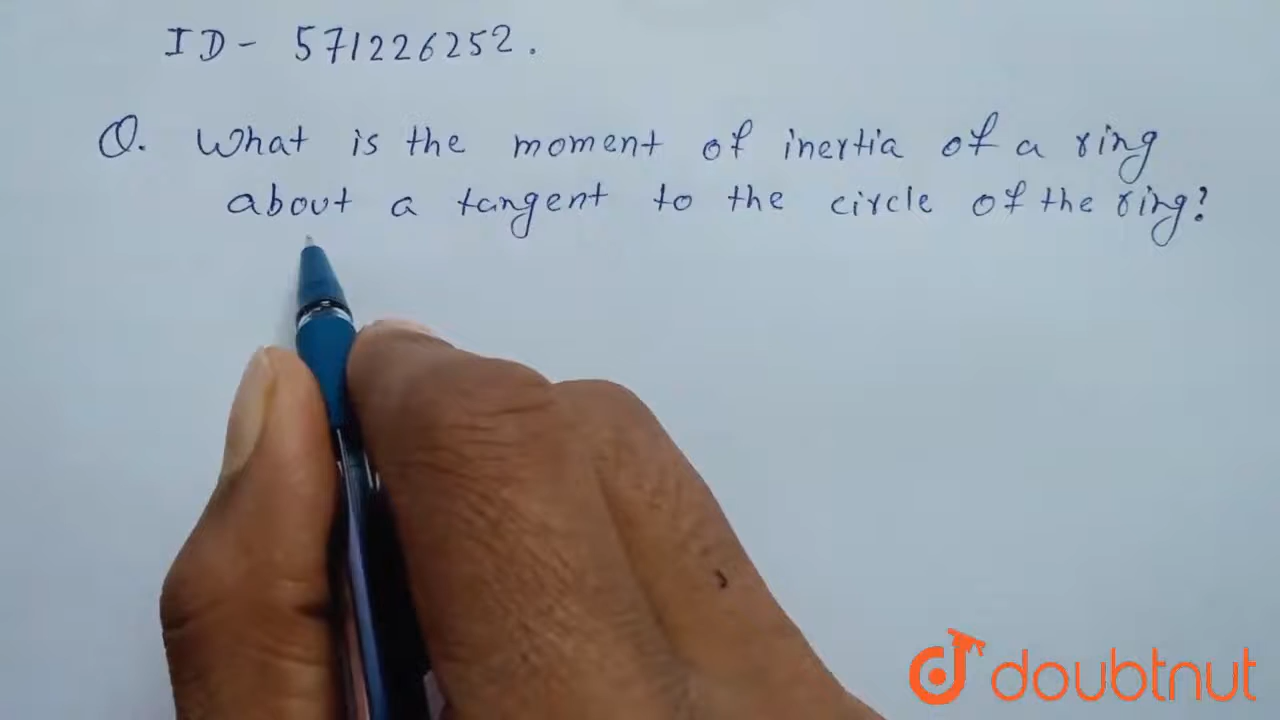 ID- 571226252.
Q. What is the moment of inertia of a ring
about a tangent to the circle of the ring?
doubtnut